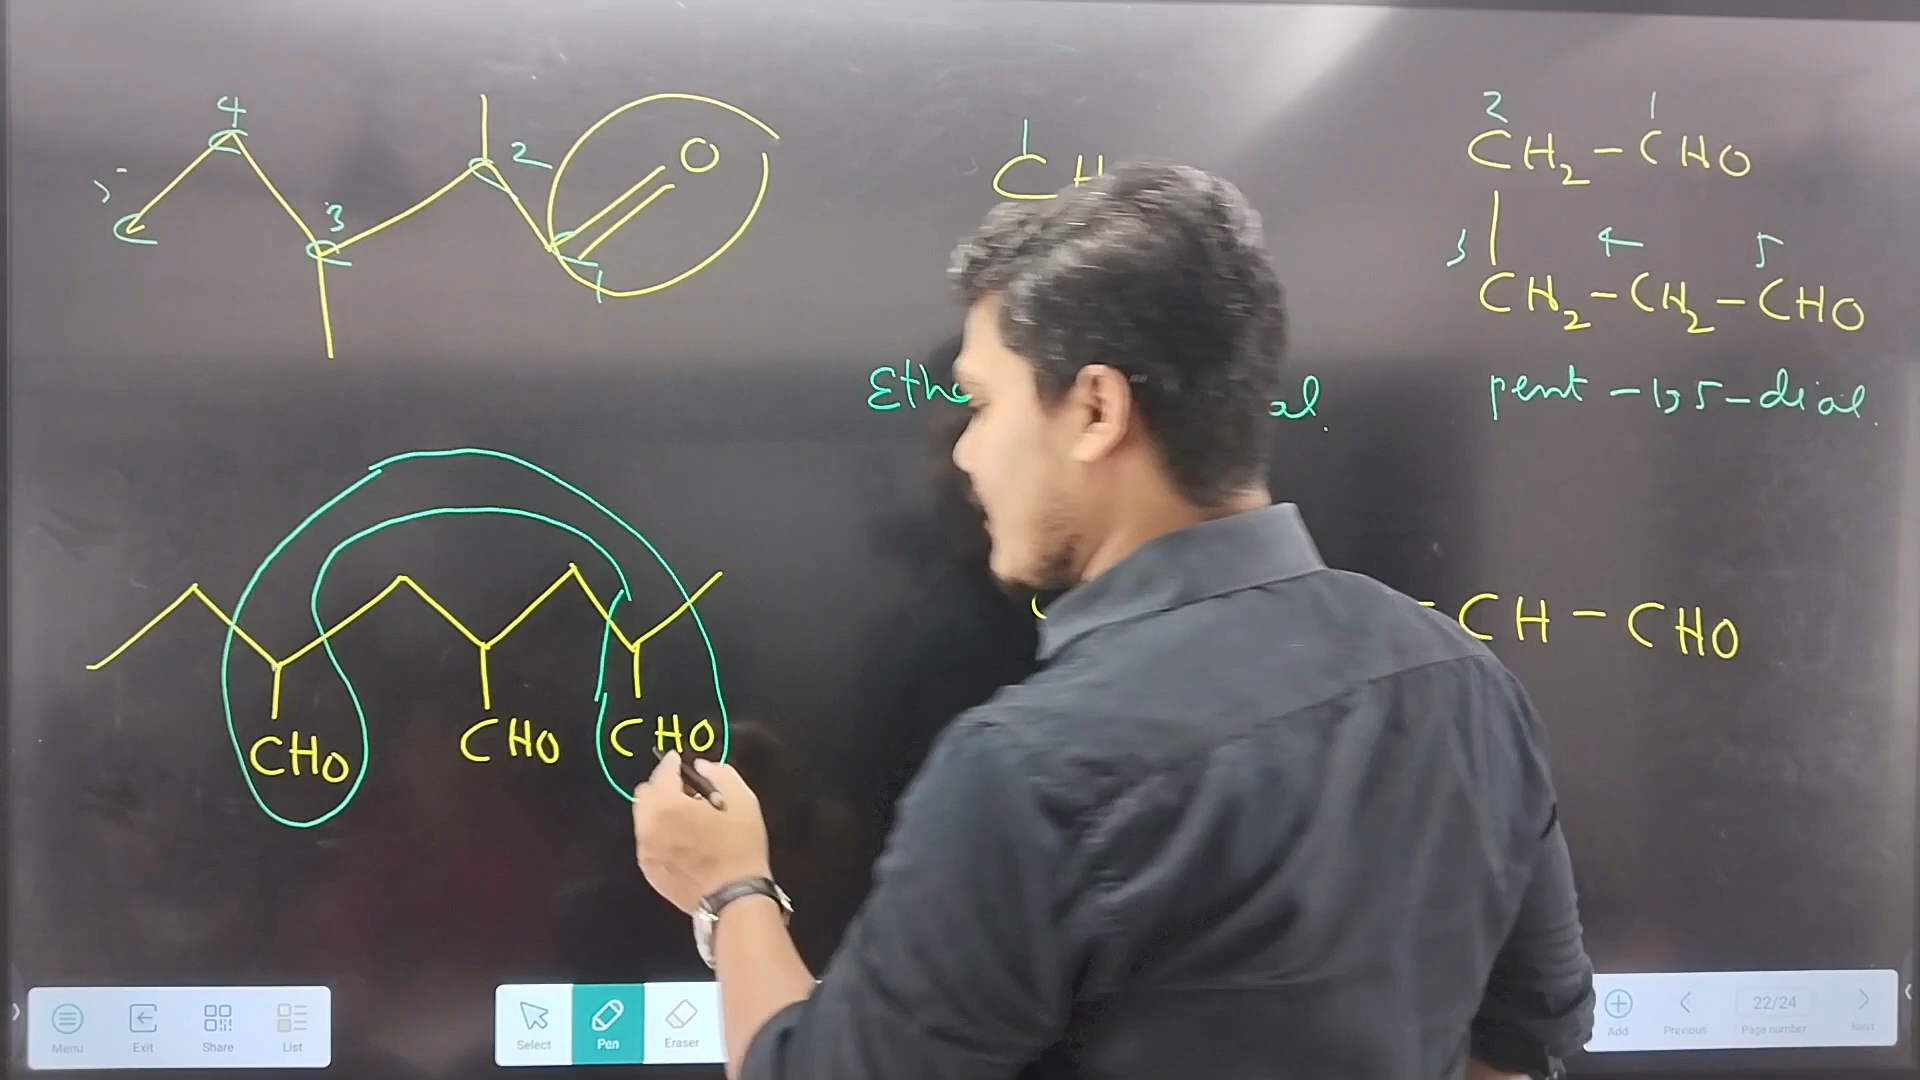 4
2
O
5
3
1
1
CH
2 1
CH2-CHO
3 4 5
CH2-CH2-CHO
pent-1,5-dial.
al.
CHO CHO CHO
-CH-CHO
Menu Exit Share List
Select Pen Eraser
Add Previous 22/24 Page number Next